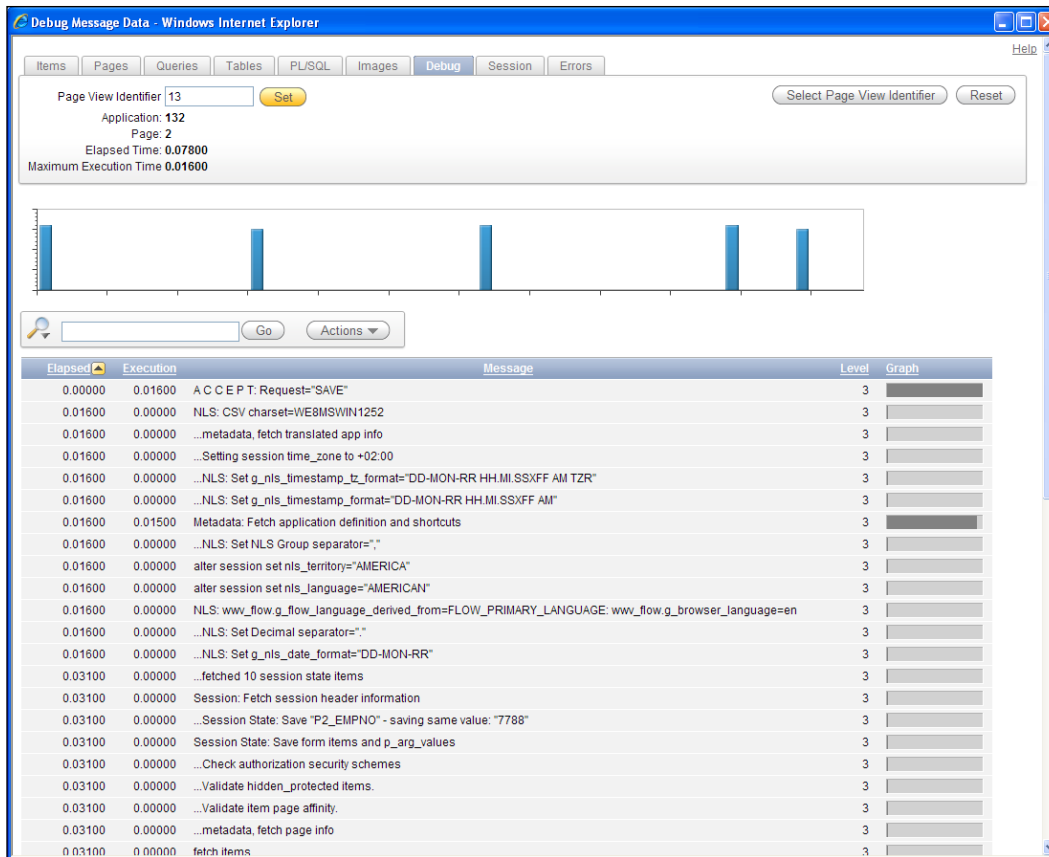 Debug Message Data - Windows Internet Explorer
Help
Items Pages Queries Tables PL/SQL Images Debug Session Errors
Page View Identifier 13 Set Select Page View Identifier Reset
Application: 132
Page: 2
Elapsed Time: 0.07800
Maximum Execution Time 0.01600
Go Actions
Elapsed Execution Message Level Graph
0.00000 0.01600 A C C E P T: Request="SAVE" 3
0.01600 0.00000 NLS: CSV charset=WE8MSWIN1252 3
0.01600 0.00000 ...metadata, fetch translated app info 3
0.01600 0.00000 ...Setting session time_zone to +02:00 3
0.01600 0.00000 ...NLS: Set g_nls_timestamp_tz_format="DD-MON-RR HH.MI.SSXFF AM TZR" 3
0.01600 0.00000 ...NLS: Set g_nls_timestamp_format="DD-MON-RR HH.MI.SSXFF AM" 3
0.01600 0.01500 Metadata: Fetch application definition and shortcuts 3
0.01600 0.00000 ...NLS: Set NLS Group separator="," 3
0.01600 0.00000 alter session set nls_territory="AMERICA" 3
0.01600 0.00000 alter session set nls_language="AMERICAN" 3
0.01600 0.00000 NLS: wwv_flow.g_flow_language_derived_from=FLOW_PRIMARY_LANGUAGE: wwv_flow.g_browser_language=en 3
0.01600 0.00000 ...NLS: Set Decimal separator="." 3
0.01600 0.00000 ...NLS: Set g_nls_date_format="DD-MON-RR" 3
0.03100 0.00000 ...fetched 10 session state items 3
0.03100 0.00000 Session: Fetch session header information 3
0.03100 0.00000 ...Session State: Save "P2_EMPNO" - saving same value: "7788" 3
0.03100 0.00000 Session State: Save form items and p_arg_values 3
0.03100 0.00000 ...Check authorization security schemes 3
0.03100 0.00000 ...Validate hidden_protected items. 3
0.03100 0.00000 ...Validate item page affinity. 3
0.03100 0.00000 ...metadata, fetch page info 3
0.03100 0.00000 fetch items 3